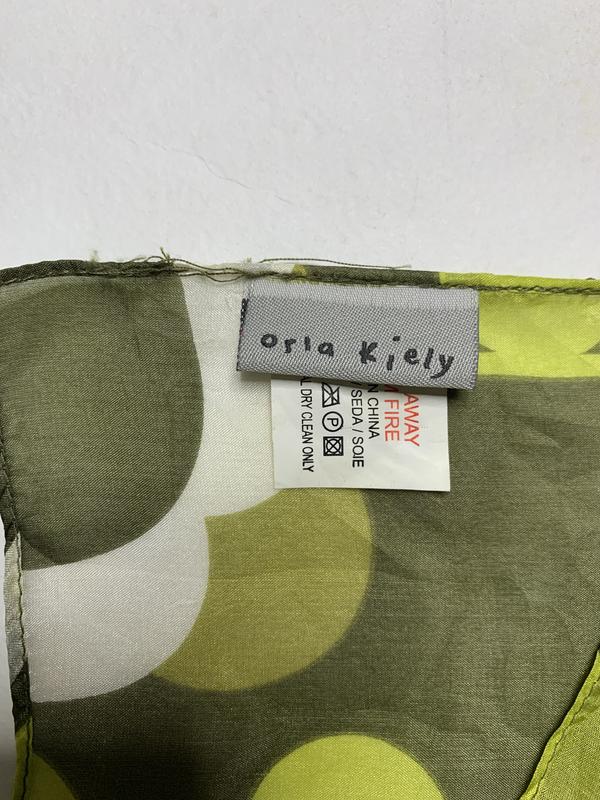 orla kiely
AWAY
FIRE
N CHINA
/ SEDA / SOIE
P
DRY CLEAN ONLY